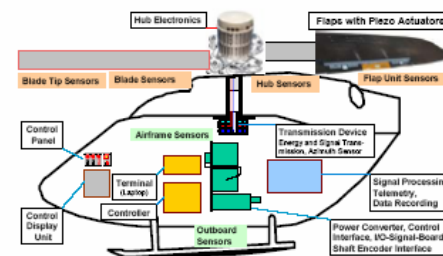 Hub Electronics
Flaps with Piezo Actuators
Blade Tip Sensors
Blade Sensors
Hub Sensors
Flap Unit Sensors
Control
Panel
Airframe Sensors
Transmission Device
Energy and Signal Trans-
mission, Azimuth Sensor
Terminal
(Laptop)
Signal Processing
Telemetry,
Data Recording
Controller
Control
Display
Unit
Outboard
Sensors
Power Converter, Control
Interface, I/O-Signal-Board
Shaft Encoder Interface